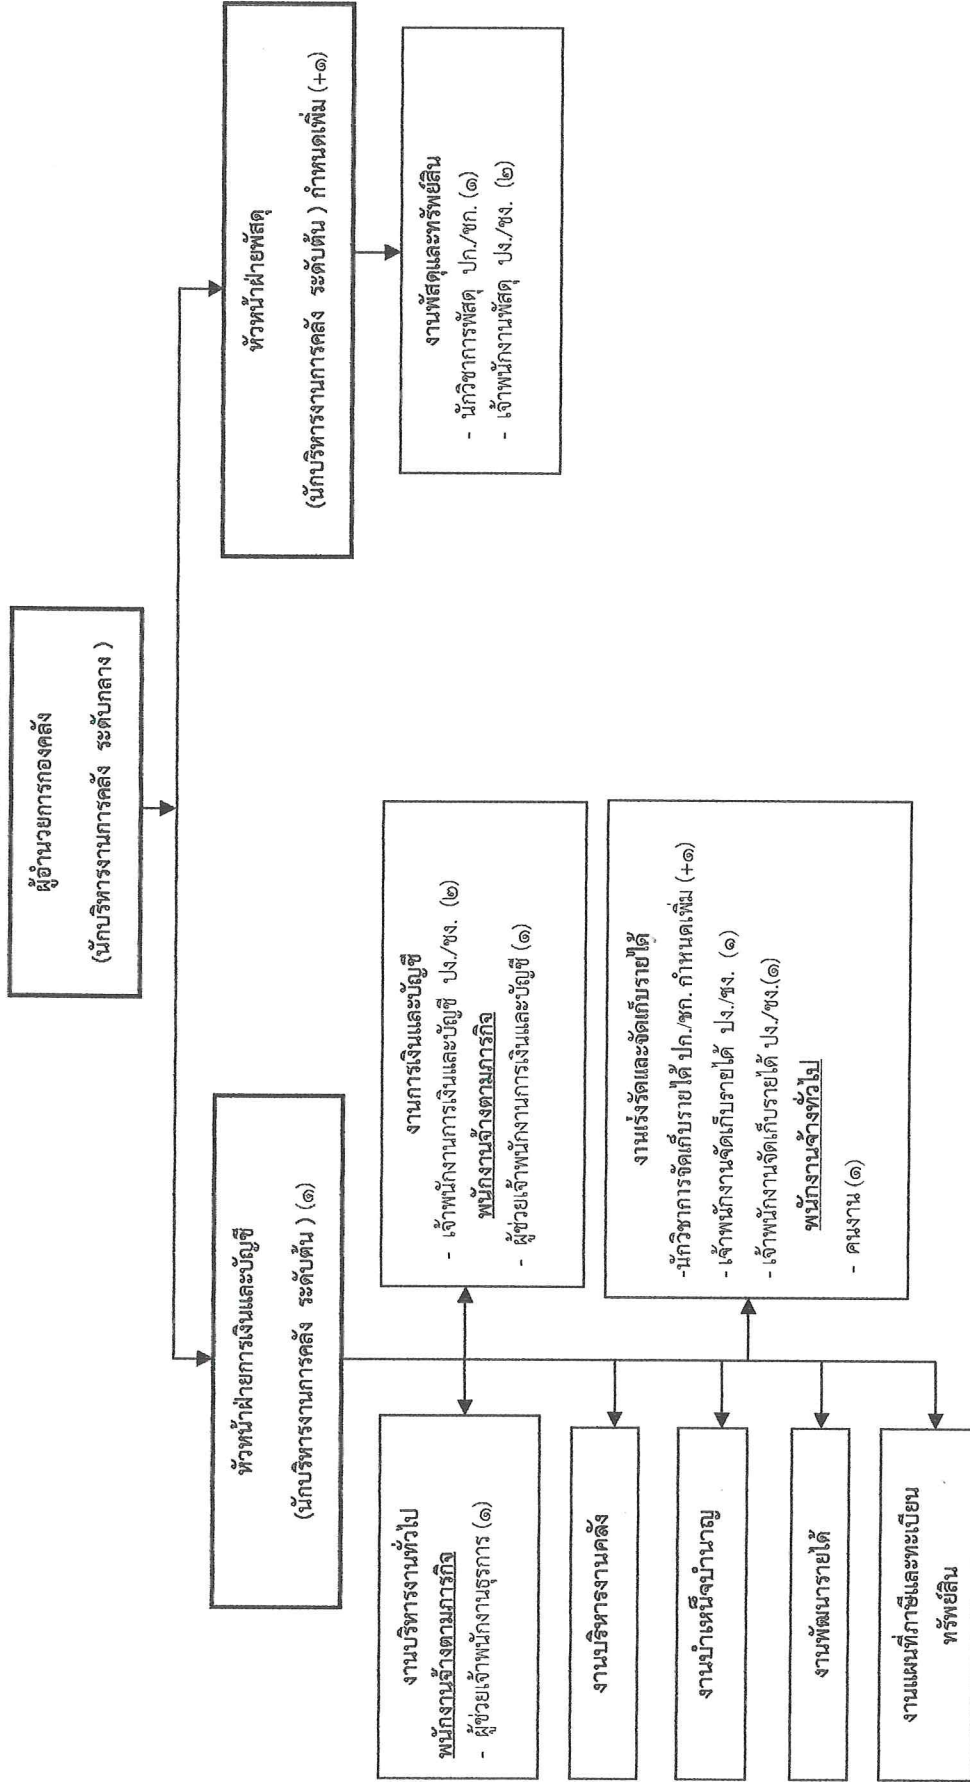 ผู้อำนวยการกองคลัง
(นักบริหารงานการคลัง ระดับกลาง )
หัวหน้าฝ่ายการเงินและบัญชี
(นักบริหารงานการคลัง ระดับต้น ) (๑)
หัวหน้าฝ่ายพัสดุ
(นักบริหารงานการคลัง ระดับต้น ) กำหนดเพิ่ม (+๑)
งานบริหารงานทั่วไป
พนักงานจ้างตามภารกิจ
- ผู้ช่วยเจ้าพนักงานธุรการ (๑)
งานการเงินและบัญชี
- เจ้าพนักงานการเงินและบัญชี ปง./ชง. (๒)
พนักงานจ้างตามภารกิจ
- ผู้ช่วยเจ้าพนักงานการเงินและบัญชี (๑)
งานพัสดุและทรัพย์สิน
- นักวิชาการพัสดุ ปก./ชก. (๑)
- เจ้าพนักงานพัสดุ ปง./ชง. (๒)
งานบริหารงานคลัง
งานบำเหน็จบำนาญ
งานพัฒนารายได้
งานแผนที่ภาษีและทะเบียน
ทรัพย์สิน
งานเร่งรัดและจัดเก็บรายได้
-นักวิชาการจัดเก็บรายได้ ปก./ชก. กำหนดเพิ่ม (+๑)
- เจ้าพนักงานจัดเก็บรายได้ ปง./ชง. (๑)
- เจ้าพนักงานจัดเก็บรายได้ ปง./ชง.(๑)
พนักงานจ้างทั่วไป
- คนงาน (๑)